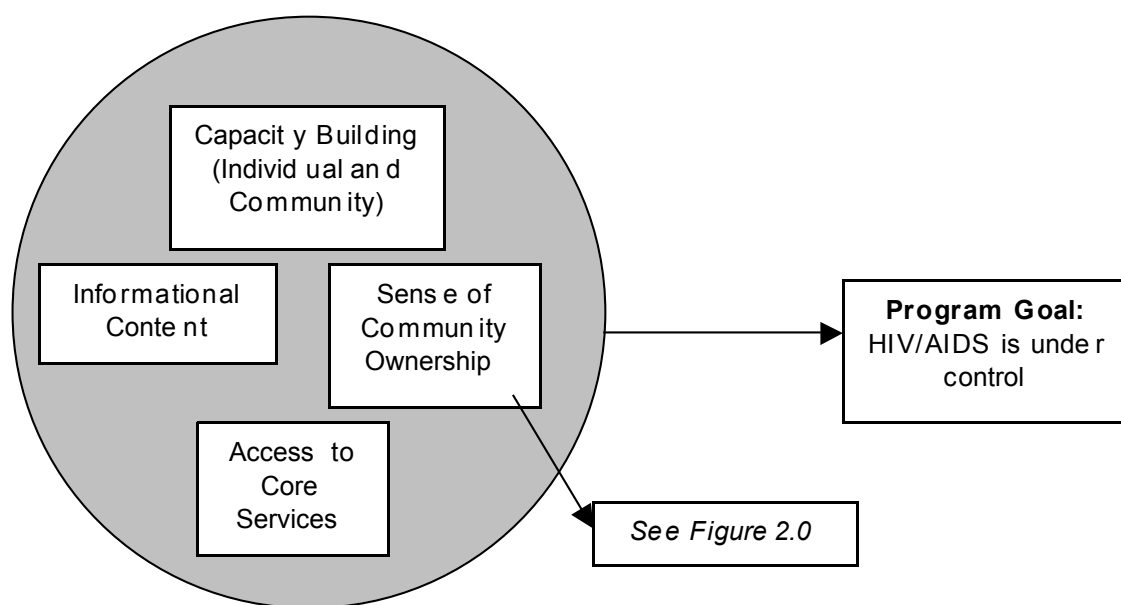 Capacity Building
(Individual and
Community)
Informational
Content
Sense of
Community
Ownership
Program Goal:
HIV/AIDS is under
control
Access to
Core
Services
See Figure 2.0